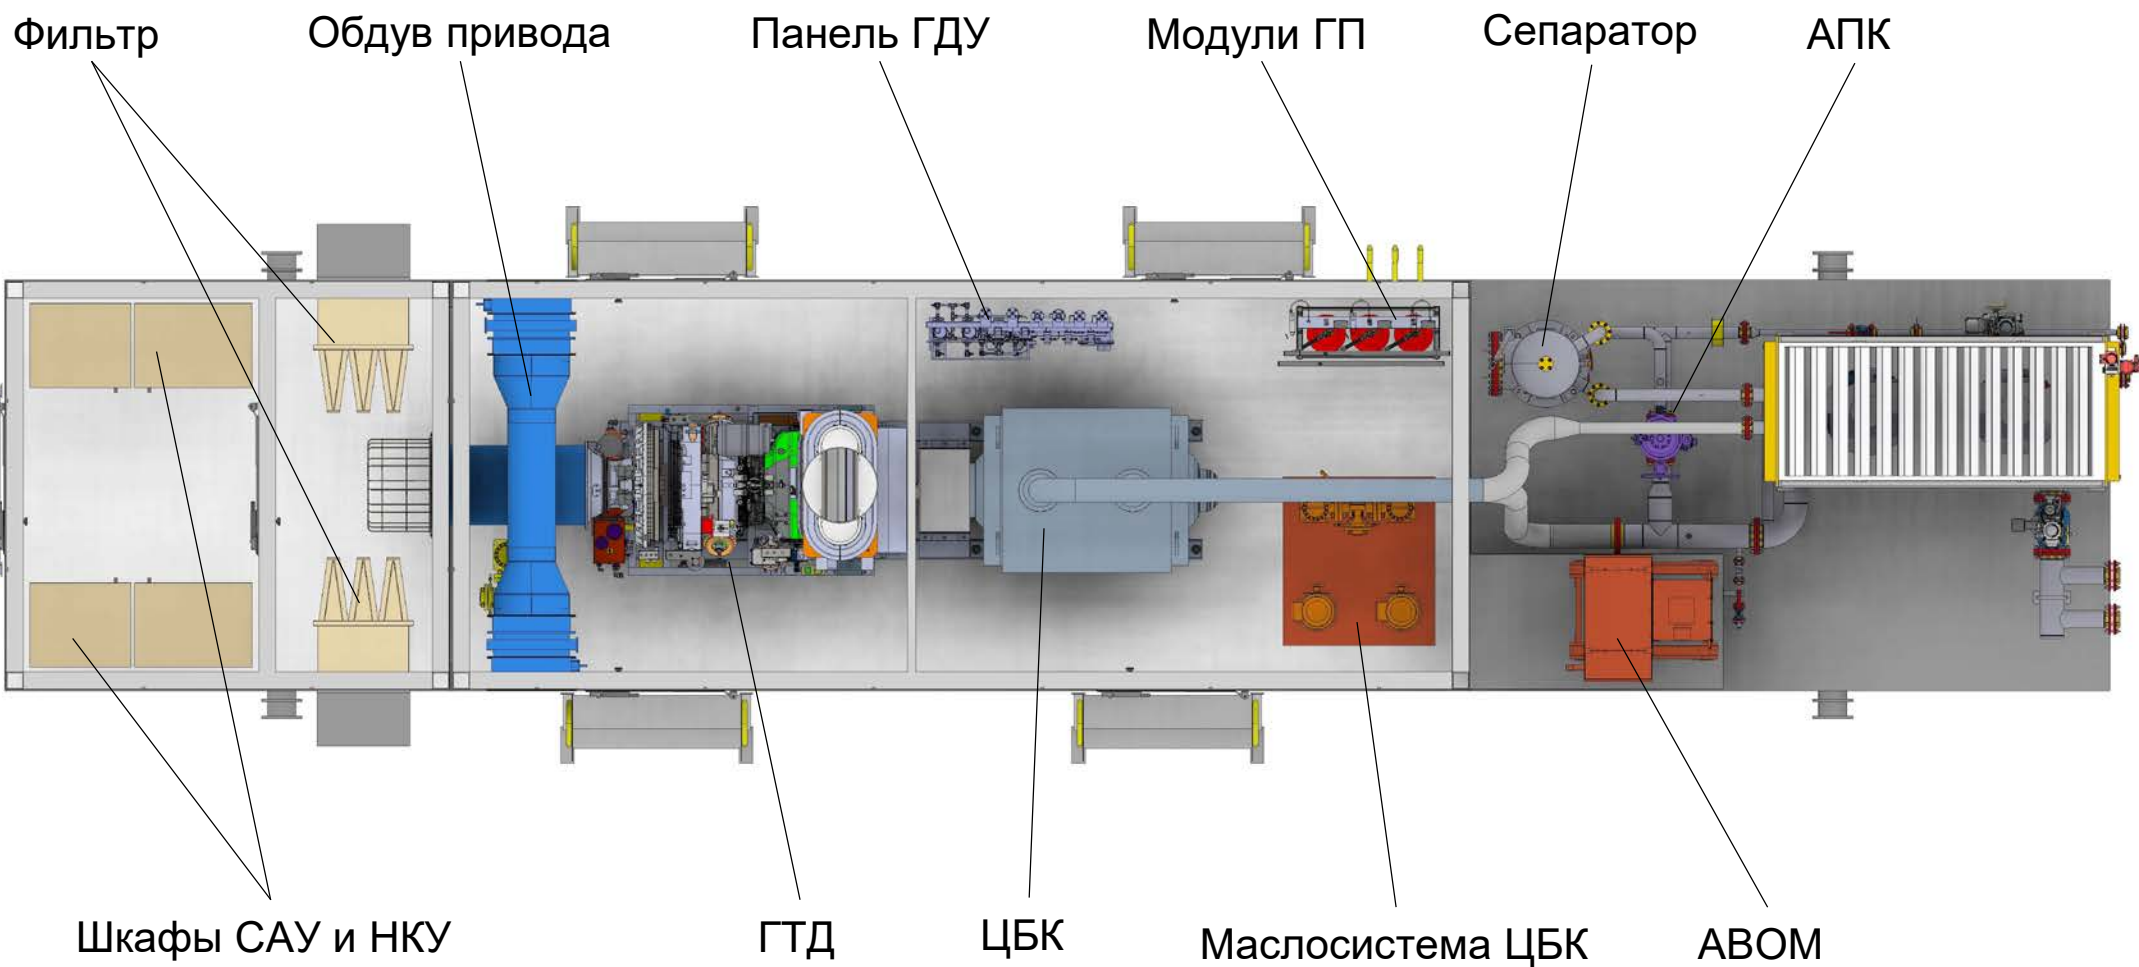 Фильтр
Обдув привода
Панель ГДУ
Модули ГП
Сепаратор
АПК
Шкафы САУ и НКУ
ГТД
ЦБК
Маслосистема ЦБК
АВОМ